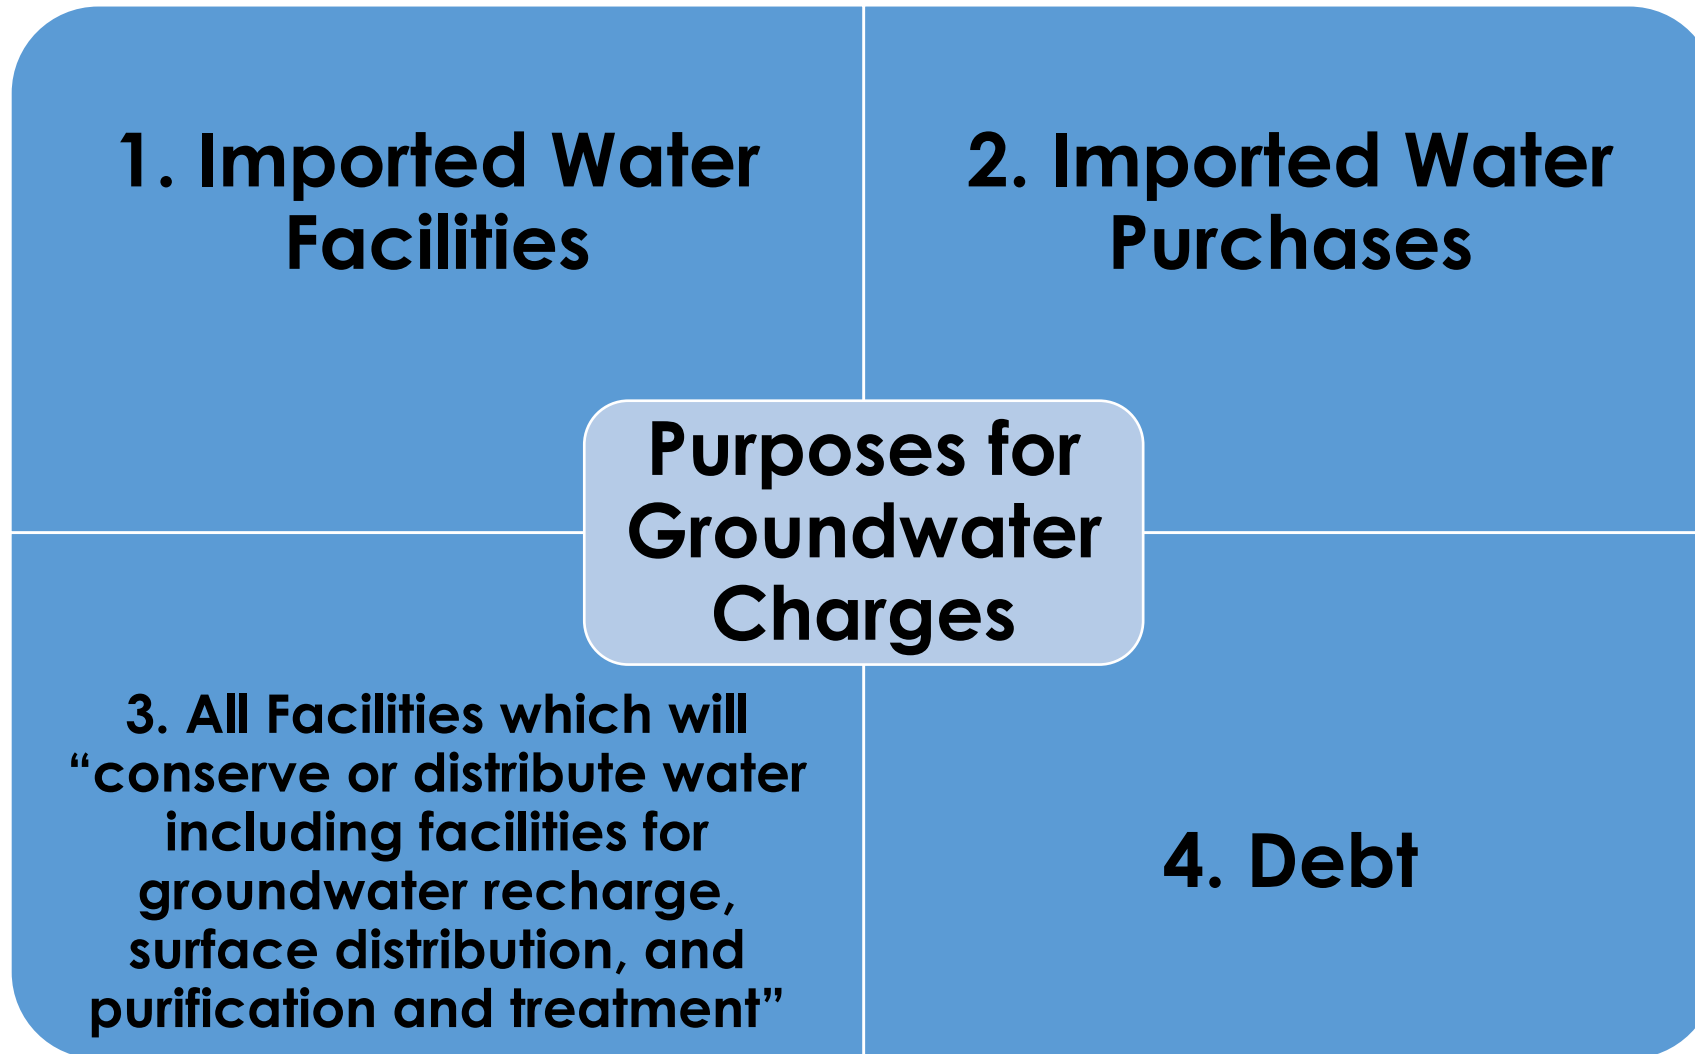 1. Imported Water
Facilities
2. Imported Water
Purchases
Purposes for
Groundwater
Charges
3. All Facilities which will
“conserve or distribute water
including facilities for
groundwater recharge,
surface distribution, and
purification and treatment”
4. Debt